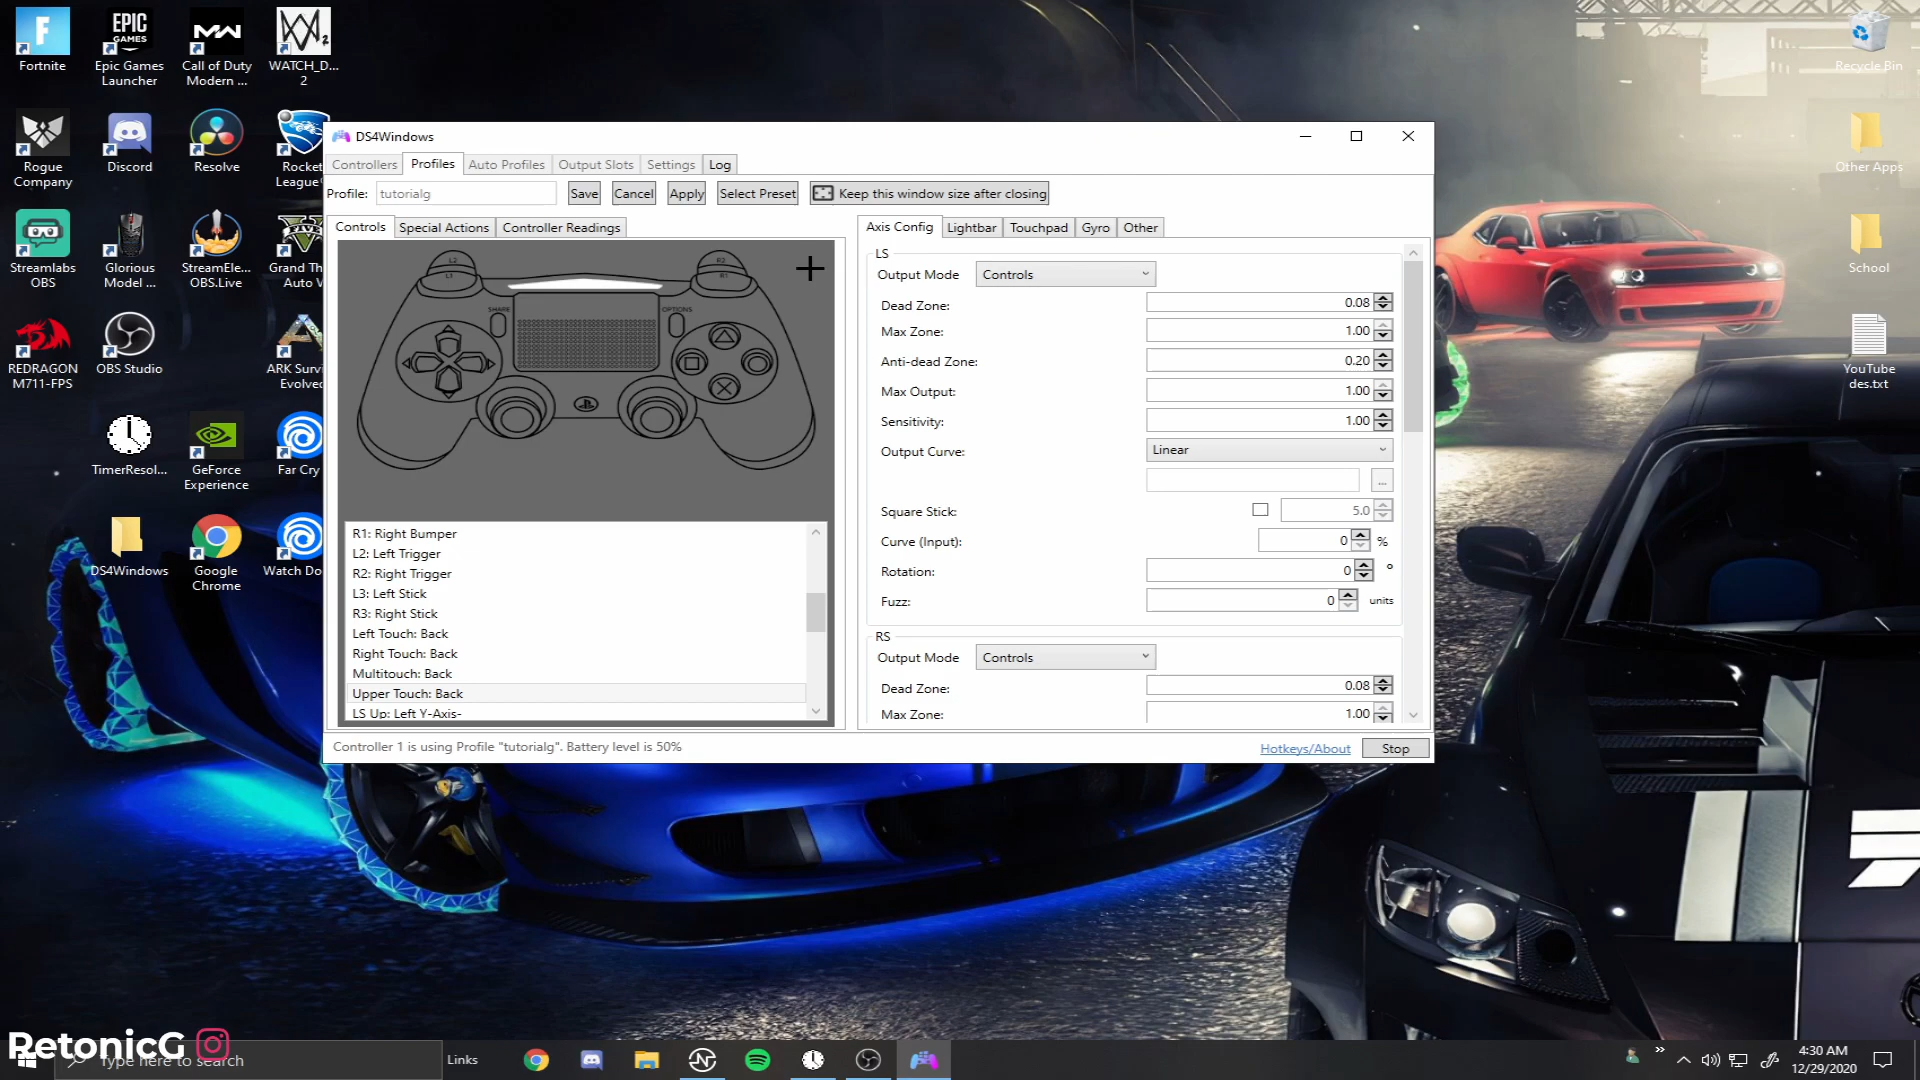 Fortnite
EPIC
GAMES
Epic Games
Launcher
Call of Duty
Modern ...
WATCH_D...
2
Rogue
Company
Discord
Resolve
Rocket
League
Streamlabs
OBS
Glorious
Model ...
StreamEle...
OBS.Live
Grand Th
Auto V
REDRAGON
M711-FPS
OBS Studio
ARK Survi
Evolved
TimerResol...
GeForce
Experience
Far Cry
DS4Windows
Google
Chrome
Watch Do
Recycle Bin
Other Apps
School
YouTube
des.txt
DS4Windows
Controllers
Profiles
Auto Profiles
Output Slots
Settings
Log
Profile:
tutorialg
Save
Cancel
Apply
Select Preset
Keep this window size after closing
Controls
Special Actions
Controller Readings
L2
L1
R2
R1
SHARE
OPTIONS
R1: Right Bumper
L2: Left Trigger
R2: Right Trigger
L3: Left Stick
R3: Right Stick
Left Touch: Back
Right Touch: Back
Multitouch: Back
Upper Touch: Back
LS Up: Left Y-Axis-
Axis Config
Lightbar
Touchpad
Gyro
Other
LS
Output Mode
Controls
Dead Zone:
0.08
Max Zone:
1.00
Anti-dead Zone:
0.20
Max Output:
1.00
Sensitivity:
1.00
Output Curve:
Linear
...
Square Stick:
5.0
Curve (Input):
0
%
Rotation:
0
°
Fuzz:
0
units
RS
Output Mode
Controls
Dead Zone:
0.08
Max Zone:
1.00
Controller 1 is using Profile "tutorialg". Battery level is 50%
Hotkeys/About
Stop
RetonicG
Type here to search
Links
4:30 AM
12/29/2020